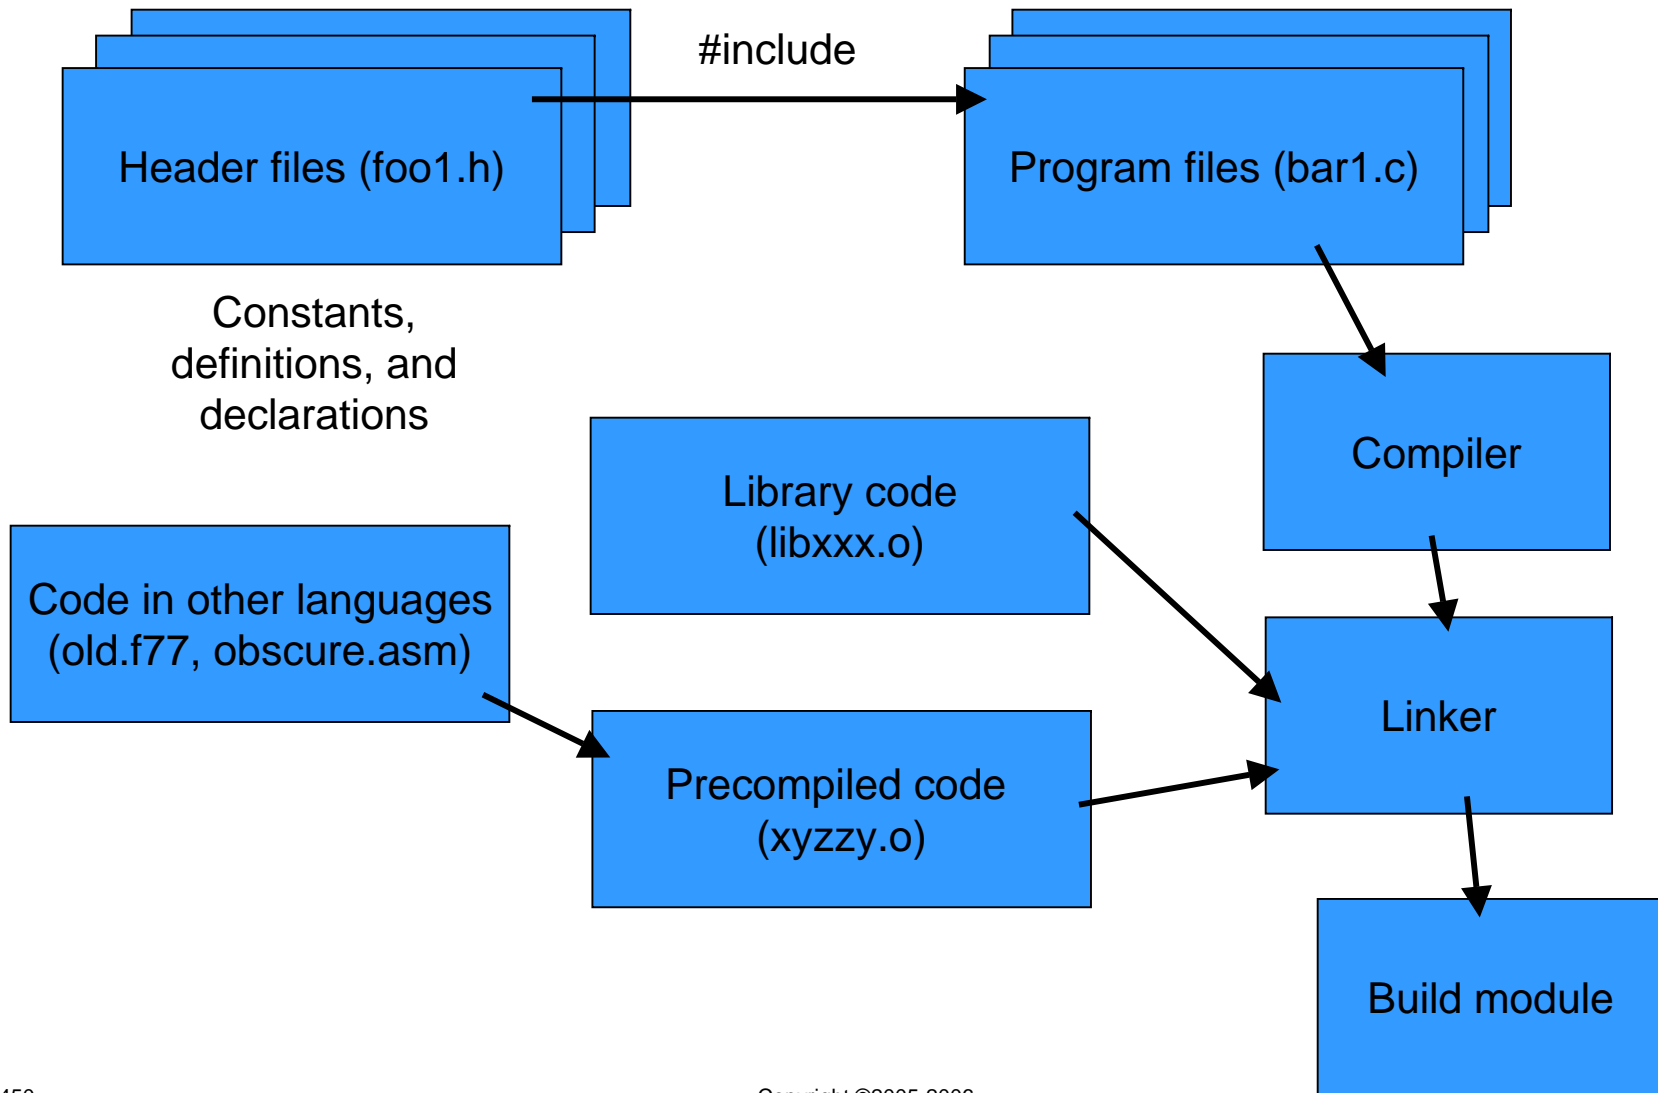 #include
Header files (foo1.h)
Program files (bar1.c)
Constants,
definitions, and
declarations
Compiler
Library code
(libxxx.o)
Code in other languages
(old.f77, obscure.asm)
Linker
Precompiled code
(xyzzy.o)
Build module